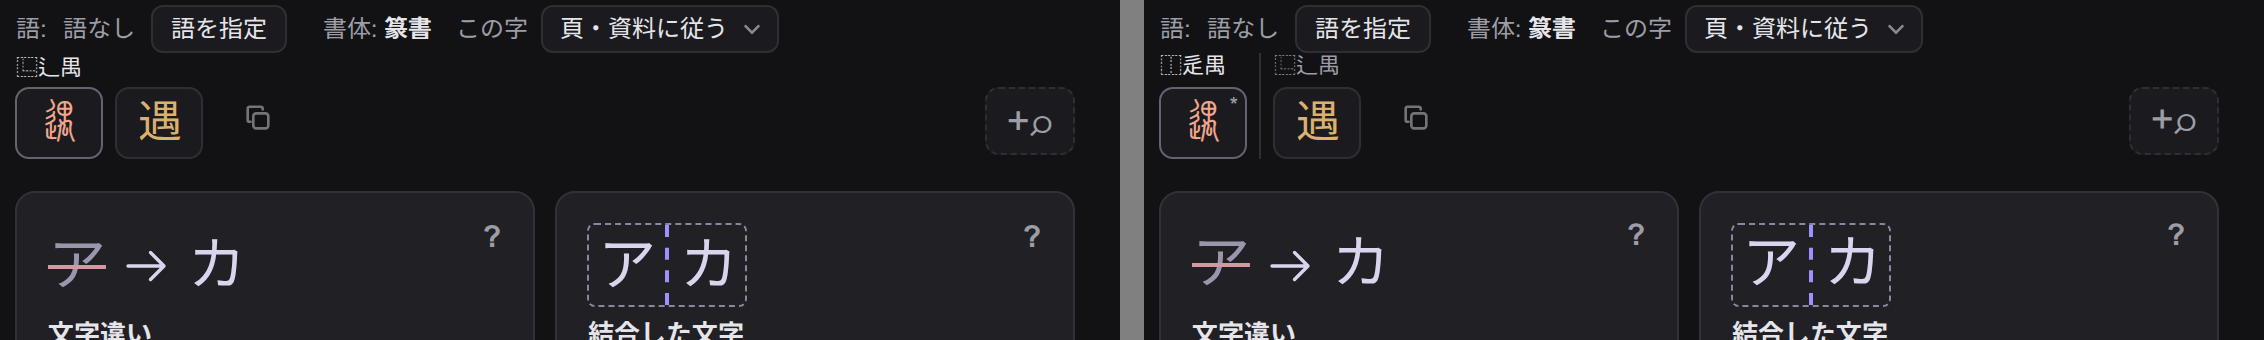 語: 語なし 語を指定 書体: 篆書 この字 頁・資料に従う
⿺辶禺
遇 遇
+⌕
ア → カ ?
文字違い
ア カ ?
結合した文字
語: 語なし 語を指定 書体: 篆書 この字 頁・資料に従う
⿰辵禺 ⿺辶禺
遇* 遇
+⌕
ア → カ ?
文字違い
ア カ ?
結合した文字